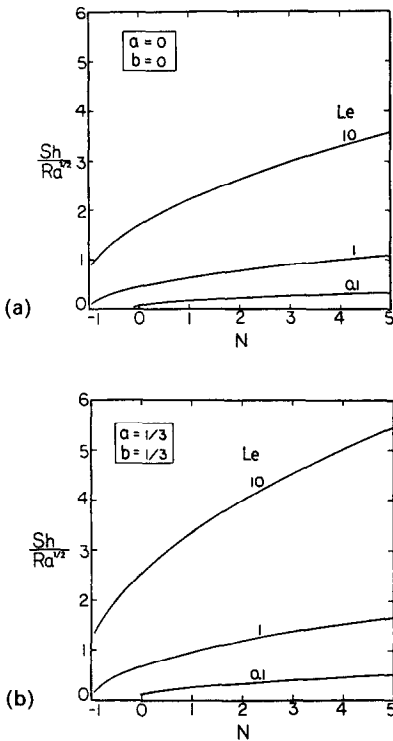 6
a = 0
b = 0
5
Le
4
10
Sh
Ra^1/2
3
2
1
1
0.1
(a)
0
-1 0 1 2 3 4 5
N
6
a = 1/3
b = 1/3
5
Le
10
4
Sh
Ra^1/2
3
2
1
1
0.1
0
(b)
-1 0 1 2 3 4 5
N